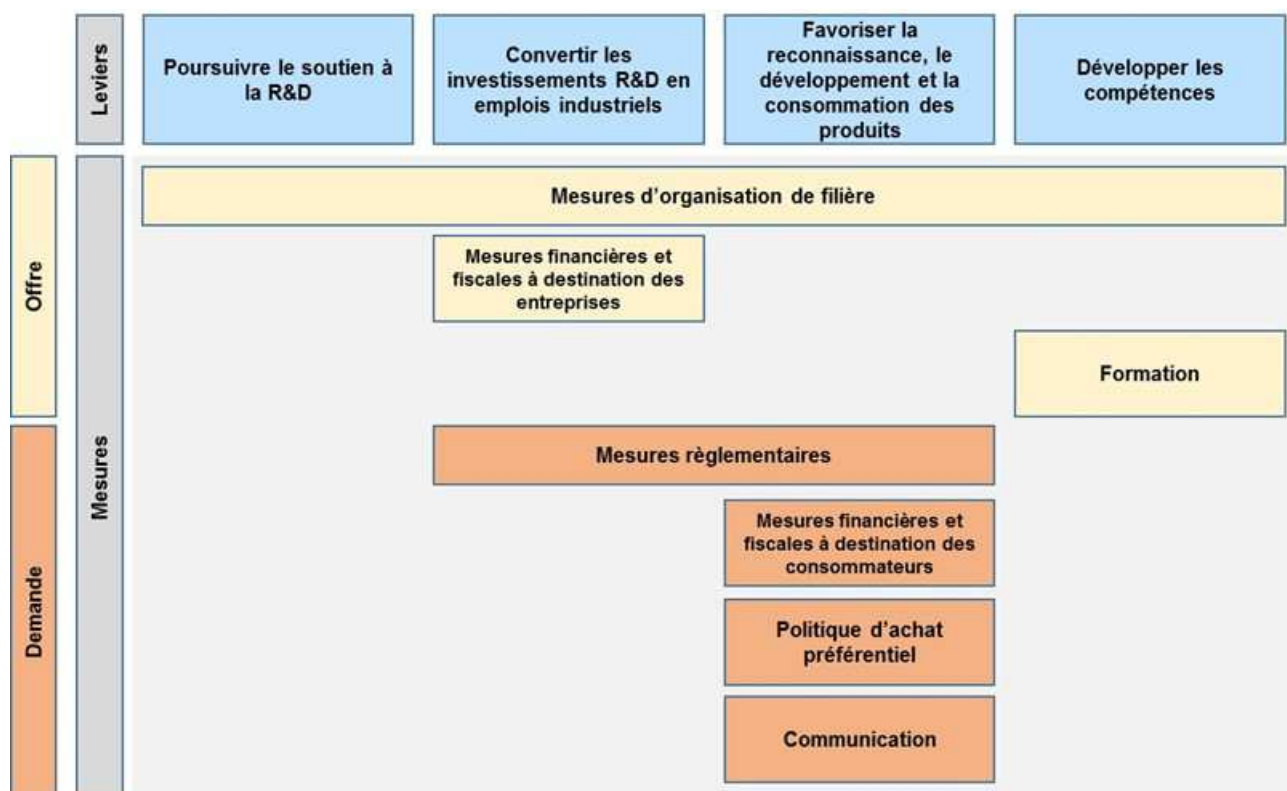 Leviers
Poursuivre le soutien à
la R&D
Convertir les
investissements R&D en
emplois industriels
Favoriser la
reconnaissance, le
développement et la
consommation des
produits
Développer les
compétences
Offre
Mesures
Mesures d'organisation de filière
Mesures financières et
fiscales à destination des
entreprises
Formation
Demande
Mesures règlementaires
Mesures financières et
fiscales à destination des
consommateurs
Politique d'achat
préférentiel
Communication